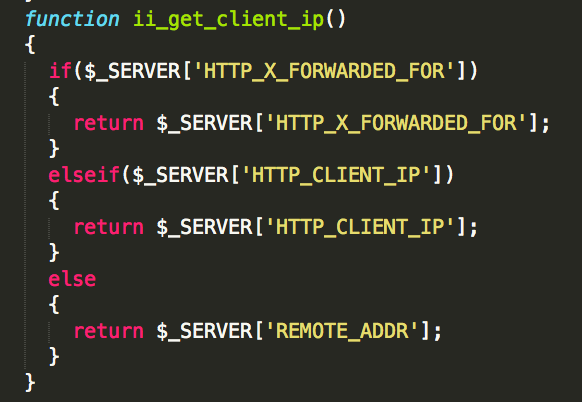 function ii_get_client_ip()
{
if($_SERVER['HTTP_X_FORWARDED_FOR'])
{
return $_SERVER['HTTP_X_FORWARDED_FOR'];
}
elseif($_SERVER['HTTP_CLIENT_IP'])
{
return $_SERVER['HTTP_CLIENT_IP'];
}
else
{
return $_SERVER['REMOTE_ADDR'];
}
}